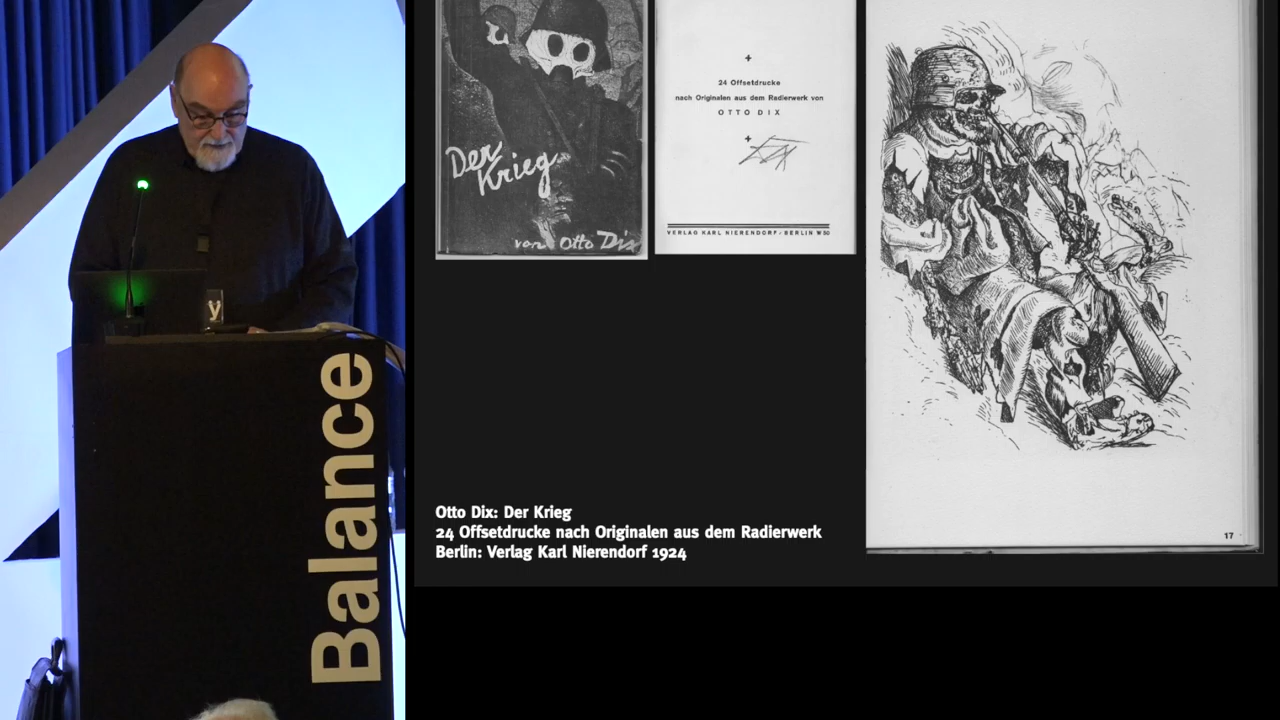 Balance
y
Der
Krieg
von Otto Dix
24 Offsetdrucke
nach Originalen aus dem Radierwerk von
OTTO DIX
VERLAG KARL NIERENDORF · BERLIN W 50
17
Otto Dix: Der Krieg
24 Offsetdrucke nach Originalen aus dem Radierwerk
Berlin: Verlag Karl Nierendorf 1924